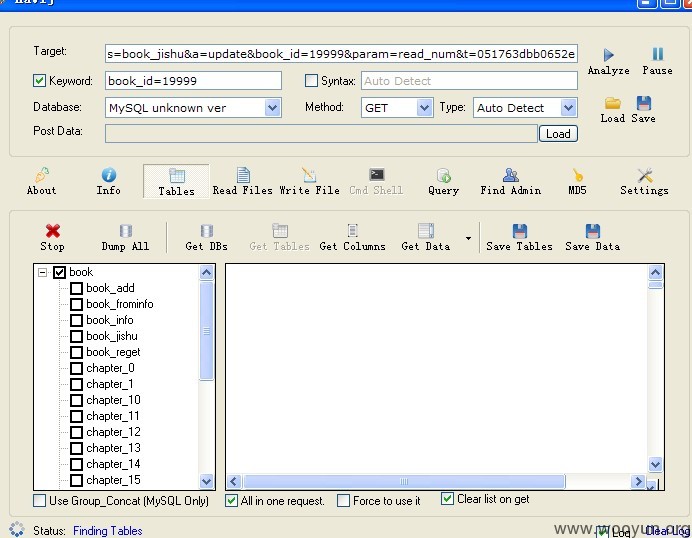 Havij
Target: s=book_jishu&a=update&book_id=19999&param=read_num&t=051763dbb0652e
Analyze Pause
Keyword: book_id=19999 Syntax: Auto Detect
Database: MySQL unknown ver Method: GET Type: Auto Detect
Load Save
Post Data: Load
About Info Tables Read Files Write File Cmd Shell Query Find Admin MD5 Settings
Stop Dump All Get DBs Get Tables Get Columns Get Data Save Tables Save Data
book
book_add
book_frominfo
book_info
book_jishu
book_reget
chapter_0
chapter_1
chapter_10
chapter_11
chapter_12
chapter_13
chapter_14
chapter_15
Use Group_Concat (MySQL Only) All in one request. Force to use it Clear list on get
Status: Finding Tables Log Clear Log
www.wooyun.org